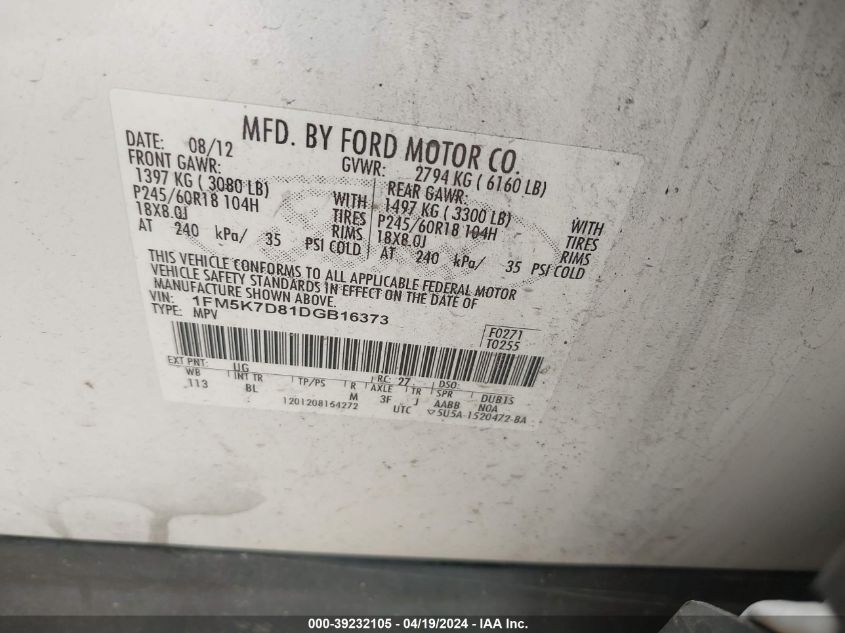 MFD. BY FORD MOTOR CO.
DATE: 08/12 GVWR: 2794 KG ( 6160 LB)
FRONT GAWR: REAR GAWR:
1397 KG ( 3080 LB) WITH 1497 KG ( 3300 LB) WITH
P245/60R18 104H TIRES P245/60R18 104H TIRES
18X8.0J RIMS 18X8.0J RIMS
AT 240 kPa/ 35 PSI COLD AT 240 kPa/ 35 PSI COLD
THIS VEHICLE CONFORMS TO ALL APPLICABLE FEDERAL MOTOR
VEHICLE SAFETY STANDARDS IN EFFECT ON THE DATE OF
MANUFACTURE SHOWN ABOVE.
VIN: 1FM5K7D81DGB16373
TYPE: MPV
F0271
T0255
EXT PNT: UG RC: 27 DSO:
WB INT TR TP/PS R AXLE TR SPR DUB15
113 BL M 3F J AABB NOA
1201208164272 UTC ▽5U5A-1520472-BA
000-39232105 - 04/19/2024 - IAA Inc.